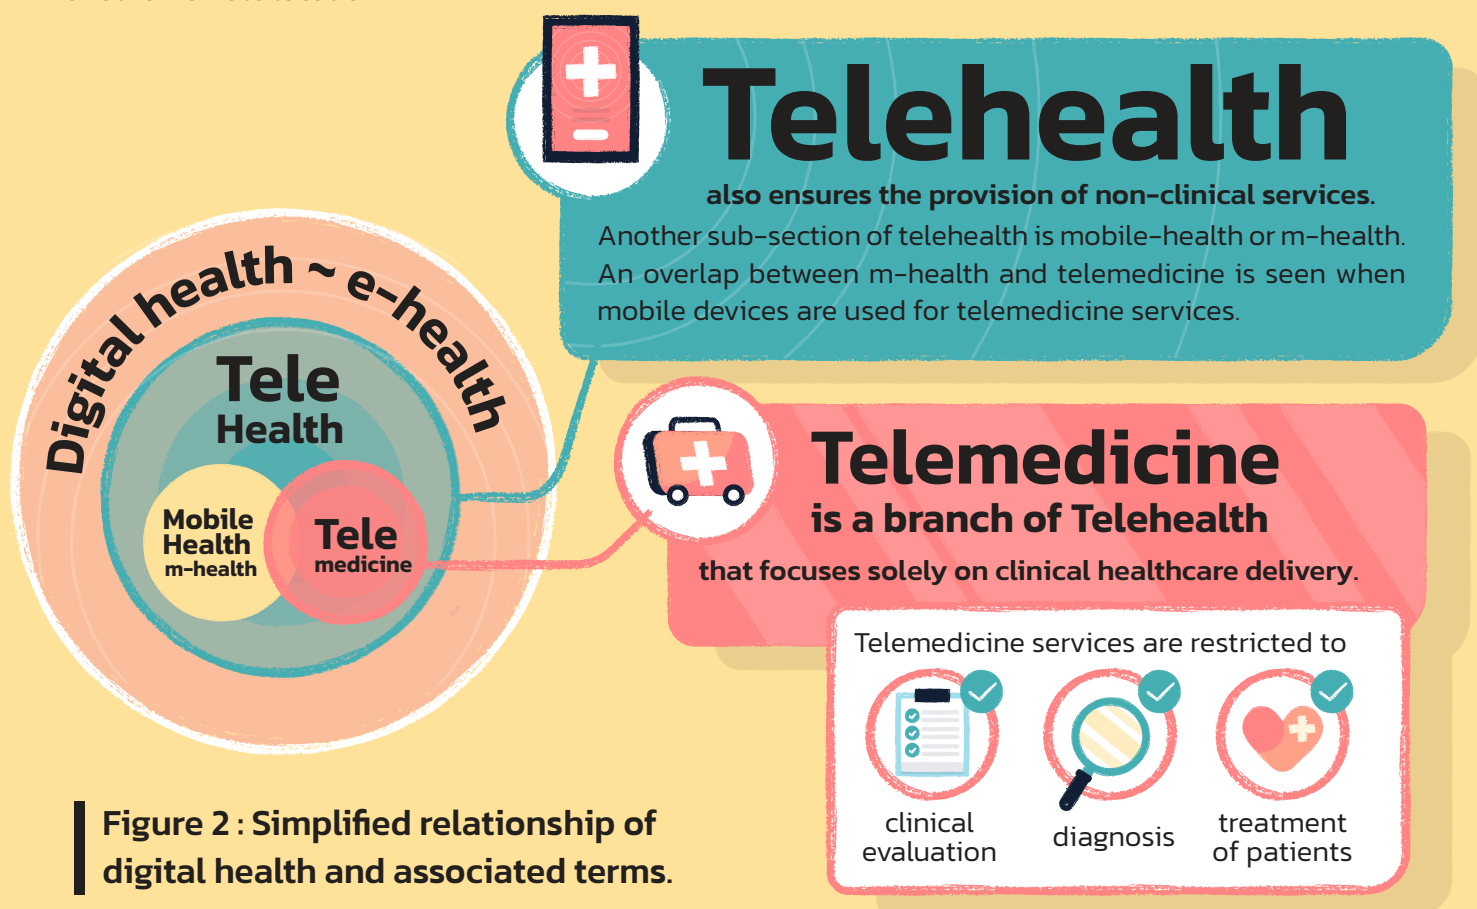 Telehealth
also ensures the provision of non-clinical services.
Another sub-section of telehealth is mobile-health or m-health.
An overlap between m-health and telemedicine is seen when
mobile devices are used for telemedicine services.
Digital health ~ e-health
Tele
Health
Mobile
Health
m-health
Tele
medicine
Telemedicine
is a branch of Telehealth
that focuses solely on clinical healthcare delivery.
Telemedicine services are restricted to
clinical
evaluation
diagnosis
treatment
of patients
Figure 2 : Simplified relationship of
digital health and associated terms.